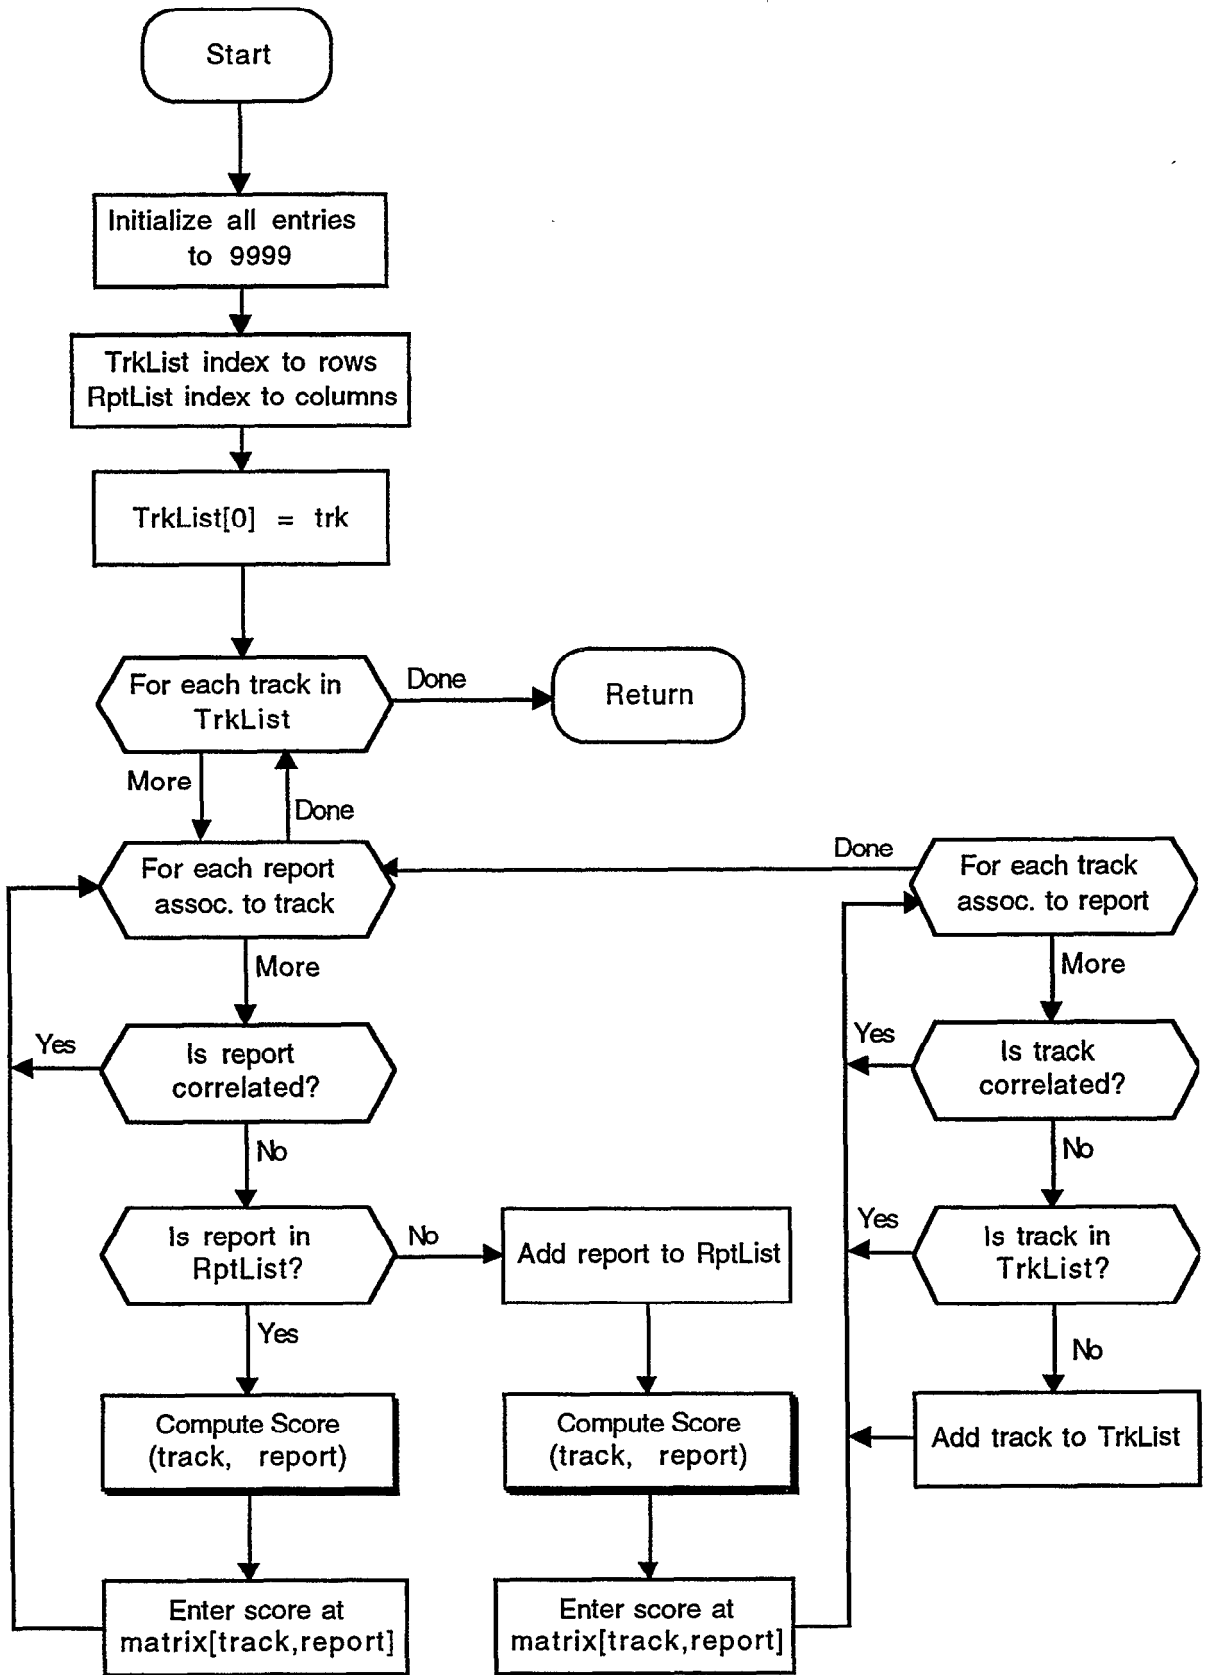 Start
Initialize all entries
to 9999
TrkList index to rows
RptList index to columns
TrkList[0] = trk
For each track in
TrkList
Done
Return
More
Done
For each report
assoc. to track
Done
For each track
assoc. to report
More
More
Yes
Is report
correlated?
Yes
Is track
correlated?
No
No
Is report in
RptList?
No
Add report to RptList
Yes
Is track in
TrkList?
Yes
No
Compute Score
(track, report)
Compute Score
(track, report)
Add track to TrkList
Enter score at
matrix[track,report]
Enter score at
matrix[track,report]